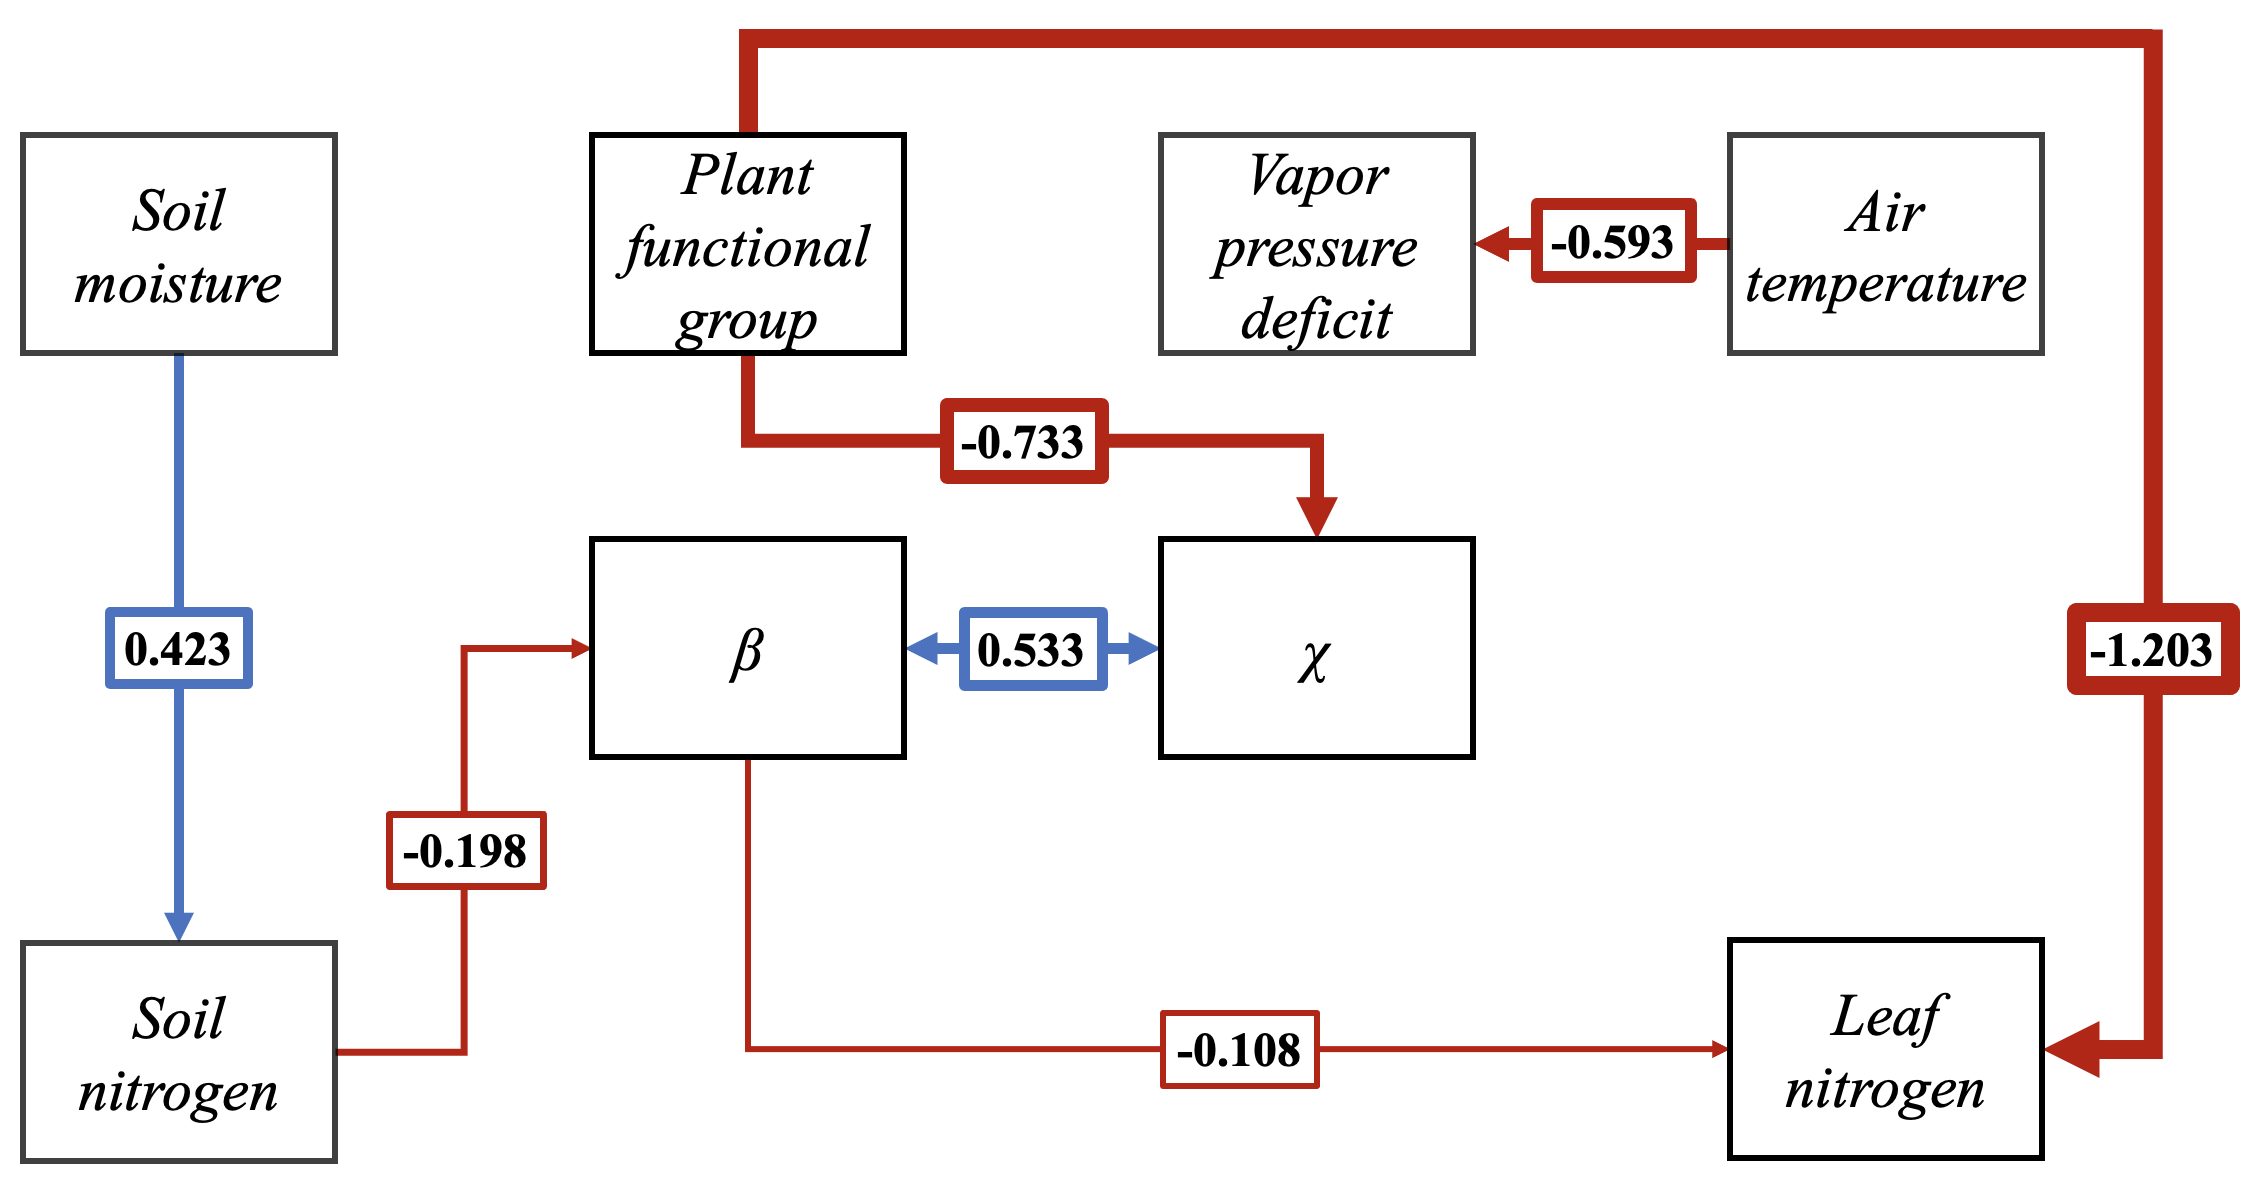 Soil
moisture
Plant
functional
group
Vapor
pressure
deficit
-0.593
Air
temperature
-0.733
0.423
β
0.533
χ
-1.203
-0.198
Soil
nitrogen
-0.108
Leaf
nitrogen